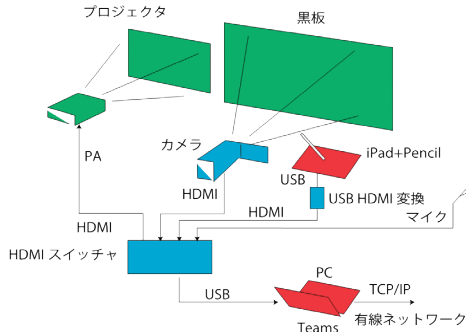 プロジェクタ
黒板
カメラ
iPad+Pencil
PA
USB
HDMI
USB HDMI 変換
HDMI
マイク
HDMI
HDMI スイッチャ
PC
TCP/IP
USB
有線ネットワーク
Teams